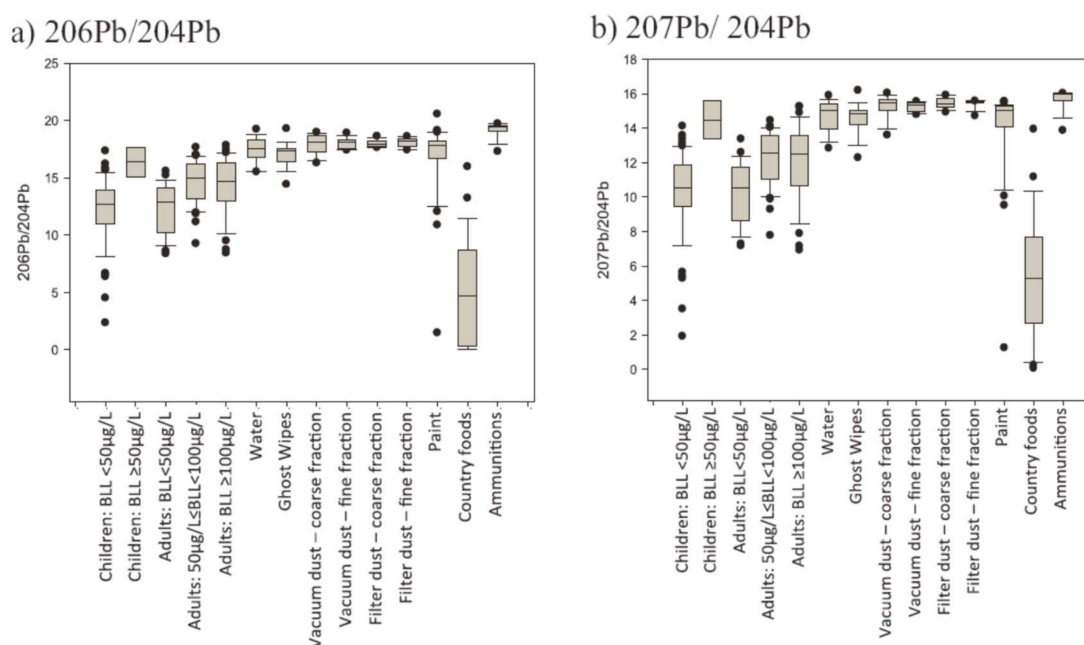 a) 206Pb/204Pb
25
20
15
10
5
0
206Pb/204Pb
Children: BLL <50µg/L
Children: BLL ≥50µg/L
Adults: BLL<50µg/L
Adults: 50µg/L≤BLL<100µg/L
Adults: BLL ≥100µg/L
Water
Ghost Wipes
Vacuum dust – coarse fraction
Vacuum dust – fine fraction
Filter dust – coarse fraction
Filter dust – fine fraction
Paint
Country foods
Ammunitions
b) 207Pb/ 204Pb
18
16
14
12
10
8
6
4
2
0
207Pb/204Pb
Children: BLL <50µg/L
Children: BLL ≥50µg/L
Adults: BLL<50µg/L
Adults: 50µg/L≤BLL<100µg/L
Adults: BLL ≥100µg/L
Water
Ghost Wipes
Vacuum dust – coarse fraction
Vacuum dust – fine fraction
Filter dust – coarse fraction
Filter dust – fine fraction
Paint
Country foods
Ammunitions